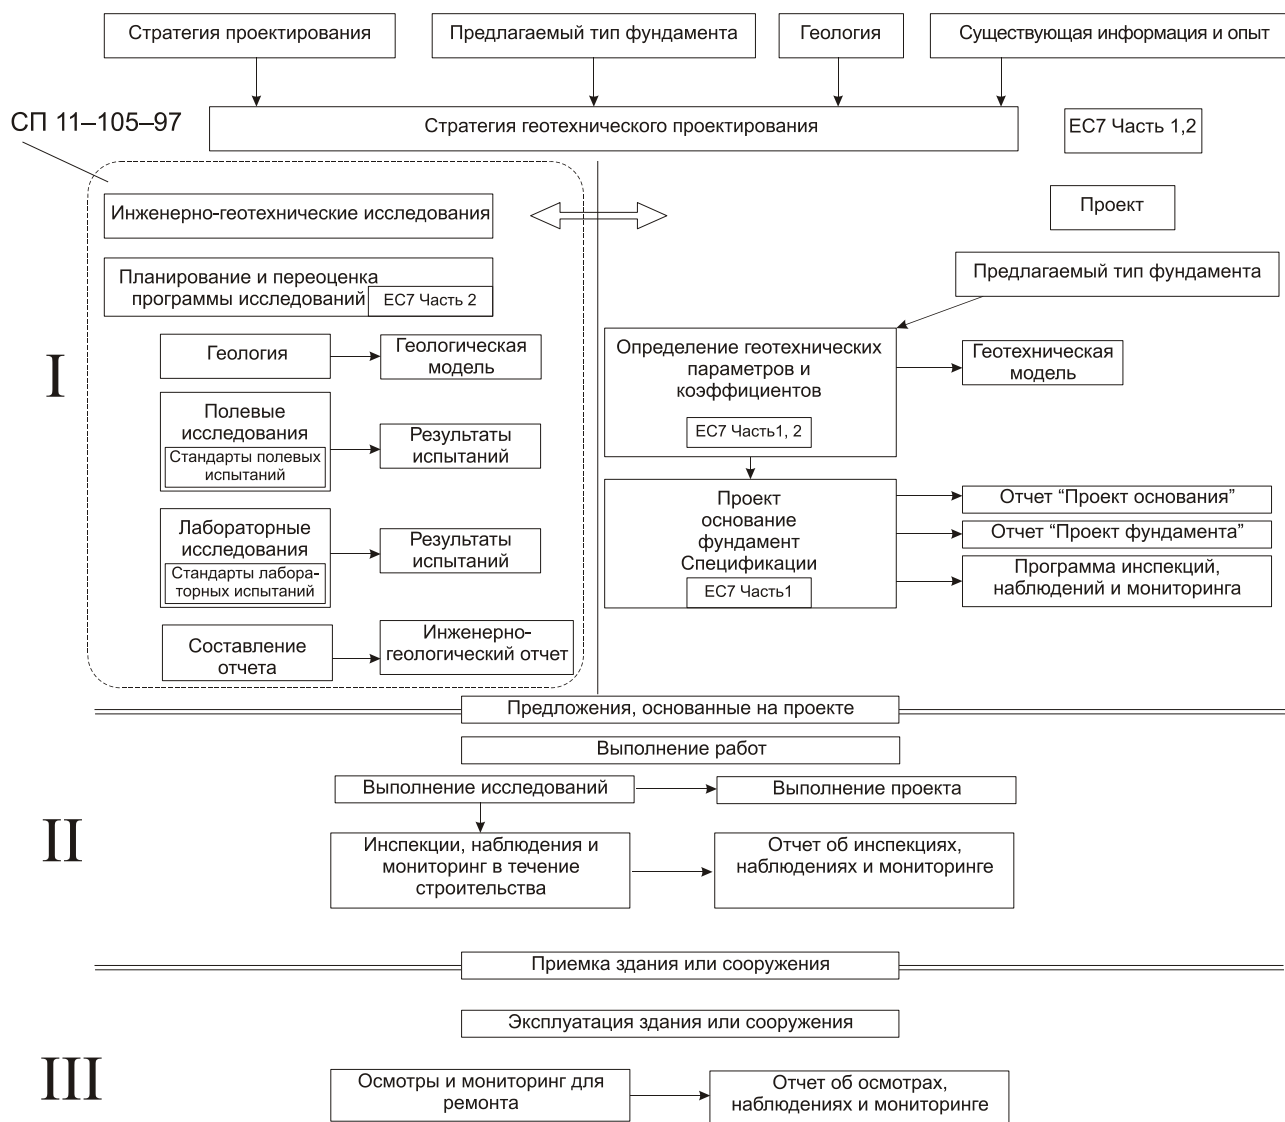 Стратегия проектирования
Предлагаемый тип фундамента
Геология
Существующая информация и опыт
СП 11–105–97
Стратегия геотехнического проектирования
ЕС7 Часть 1,2
Инженерно-геотехнические исследования
Проект
Планирование и переоценка
программы исследований
ЕС7 Часть 2
Предлагаемый тип фундамента
I
Геология
Геологическая
модель
Определение геотехнических
параметров и
коэффициентов
ЕС7 Часть1, 2
Геотехническая
модель
Полевые
исследования
Стандарты полевых
испытаний
Результаты
испытаний
Проект
основание
фундамент
Спецификации
ЕС7 Часть1
Отчет “Проект основания”
Отчет “Проект фундамента”
Программа инспекций,
наблюдений и мониторинга
Лабораторные
исследования
Стандарты лабора-
торных испытаний
Результаты
испытаний
Составление
отчета
Инженерно-
геологический отчет
Предложения, основанные на проекте
Выполнение работ
II
Выполнение исследований
Выполнение проекта
Инспекции, наблюдения и
мониторинг в течение
строительства
Отчет об инспекциях,
наблюдениях и мониторинге
Приемка здания или сооружения
Эксплуатация здания или сооружения
III
Осмотры и мониторинг для
ремонта
Отчет об осмотрах,
наблюдениях и мониторинге